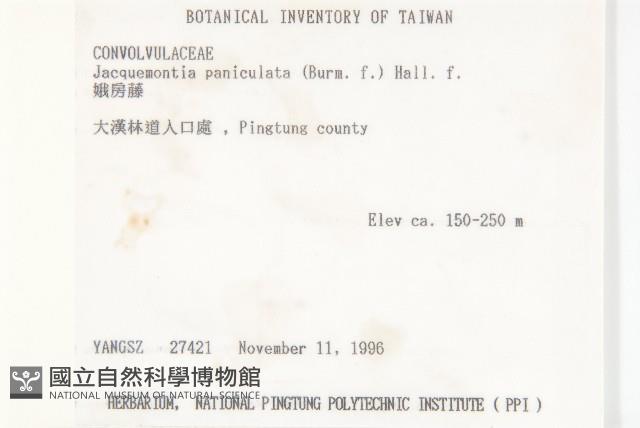 BOTANICAL INVENTORY OF TAIWAN
CONVOLVULACEAE
Jacquemontia paniculata (Burm. f.) Hall. f.
娥房藤
大漢林道入口處 , Pingtung county
Elev ca. 150-250 m
YANGSZ 27421 November 11, 1996
國立自然科學博物館
NATIONAL MUSEUM OF NATURAL SCIENCE
HERBARIUM, NATIONAL PINGTUNG POLYTECHNIC INSTITUTE ( PPI )